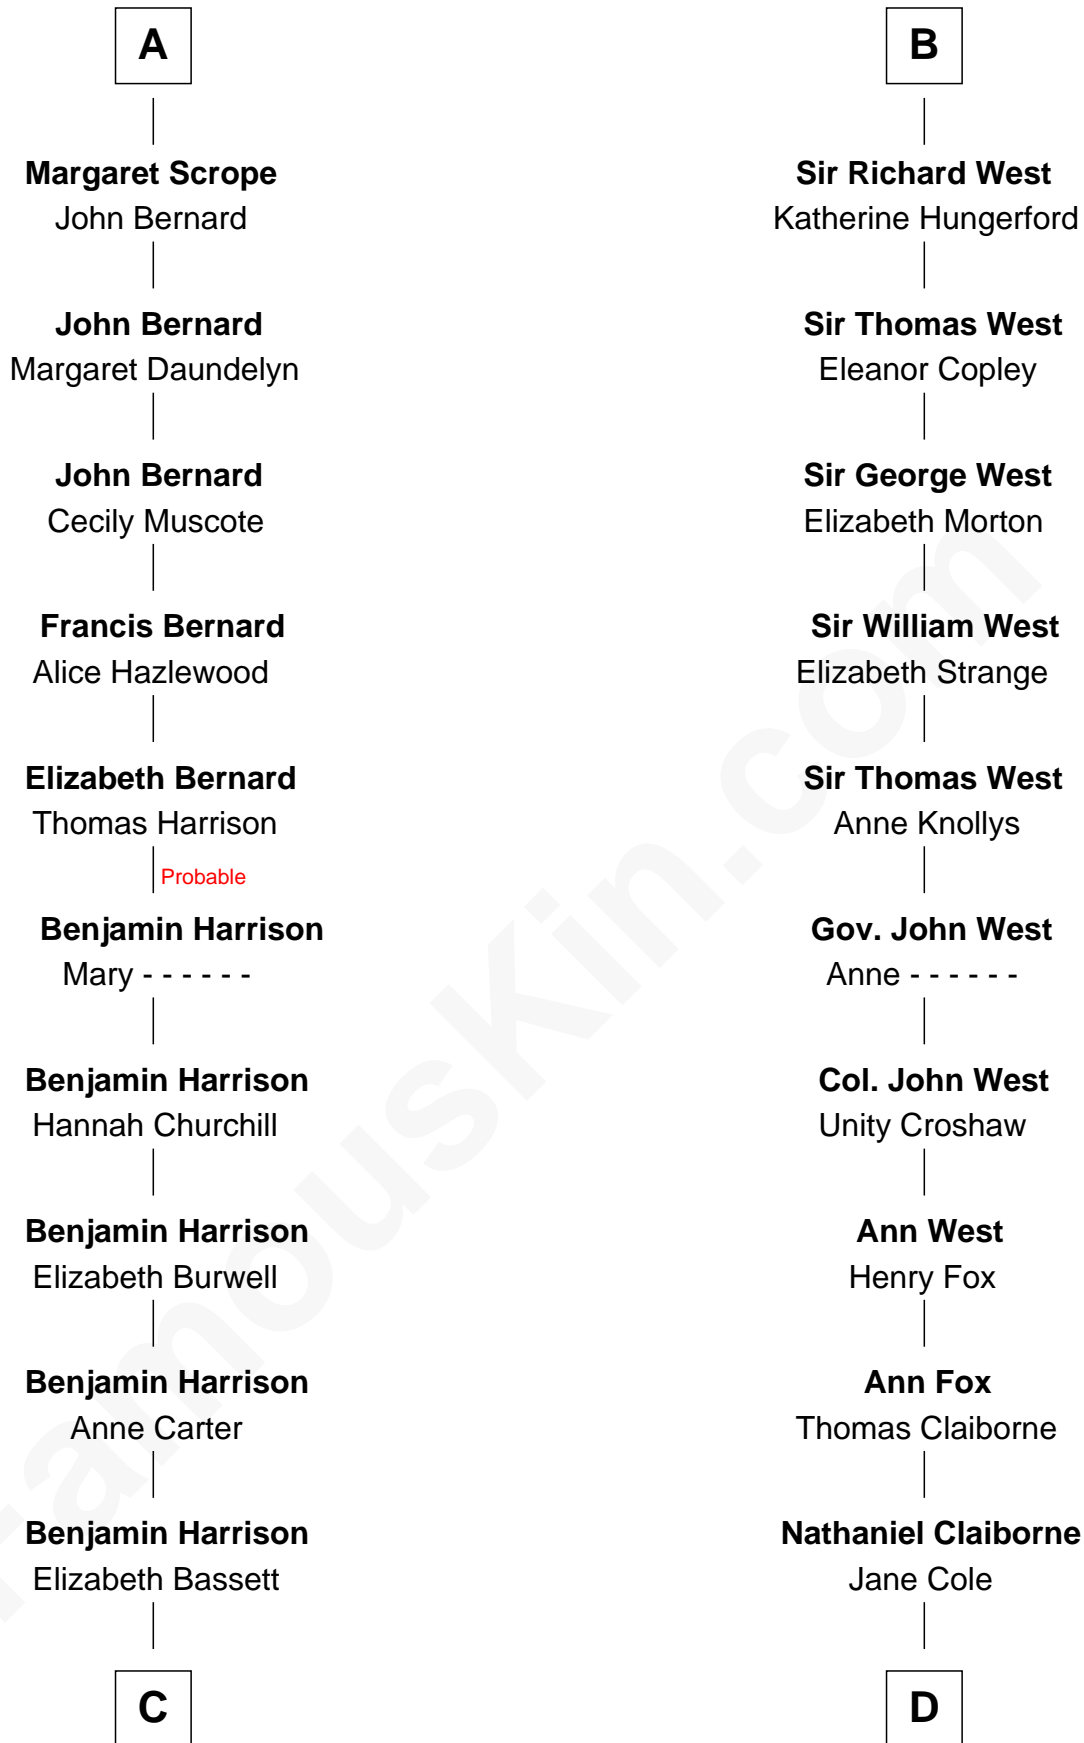 A
Margaret Scrope
John Bernard
John Bernard
Margaret Daundelyn
John Bernard
Cecily Muscote
Francis Bernard
Alice Hazlewood
Elizabeth Bernard
Thomas Harrison
Probable
Benjamin Harrison
Mary - - - - - -
Benjamin Harrison
Hannah Churchill
Benjamin Harrison
Elizabeth Burwell
Benjamin Harrison
Anne Carter
Benjamin Harrison
Elizabeth Bassett
C
B
Sir Richard West
Katherine Hungerford
Sir Thomas West
Eleanor Copley
Sir George West
Elizabeth Morton
Sir William West
Elizabeth Strange
Sir Thomas West
Anne Knollys
Gov. John West
Anne - - - - - -
Col. John West
Unity Croshaw
Ann West
Henry Fox
Ann Fox
Thomas Claiborne
Nathaniel Claiborne
Jane Cole
D
FamousKin.com